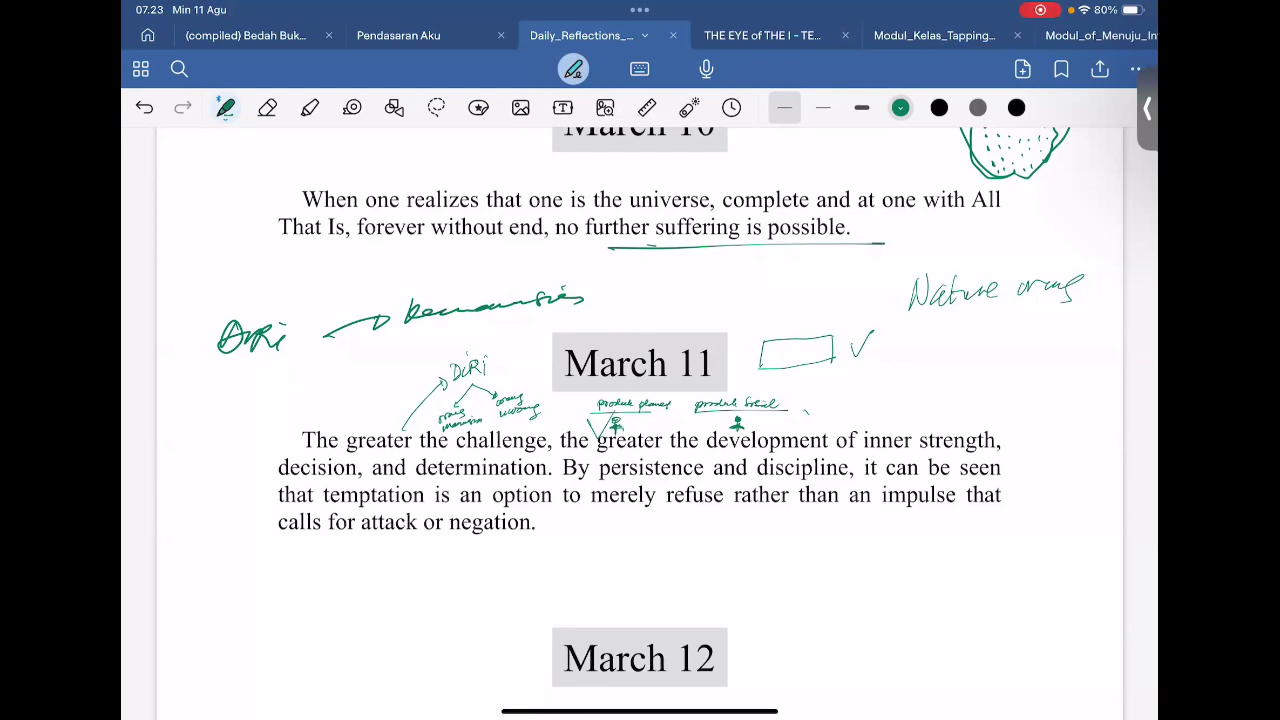 07.23 Min 11 Agu
80%
(compiled) Bedah Buk...
Pendasaran Aku
Daily_Reflections_...
THE EYE of THE I - TE...
Modul_Kelas_Tapping...
Modul_of_Menuju_In
March 10
When one realizes that one is the universe, complete and at one with All
That Is, forever without end, no further suffering is possible.
Nature orang
DiRi
March 11
DiRi
orang
orang
produk planet
produk sosial
The greater the challenge, the greater the development of inner strength,
decision, and determination. By persistence and discipline, it can be seen
that temptation is an option to merely refuse rather than an impulse that
calls for attack or negation.
March 12